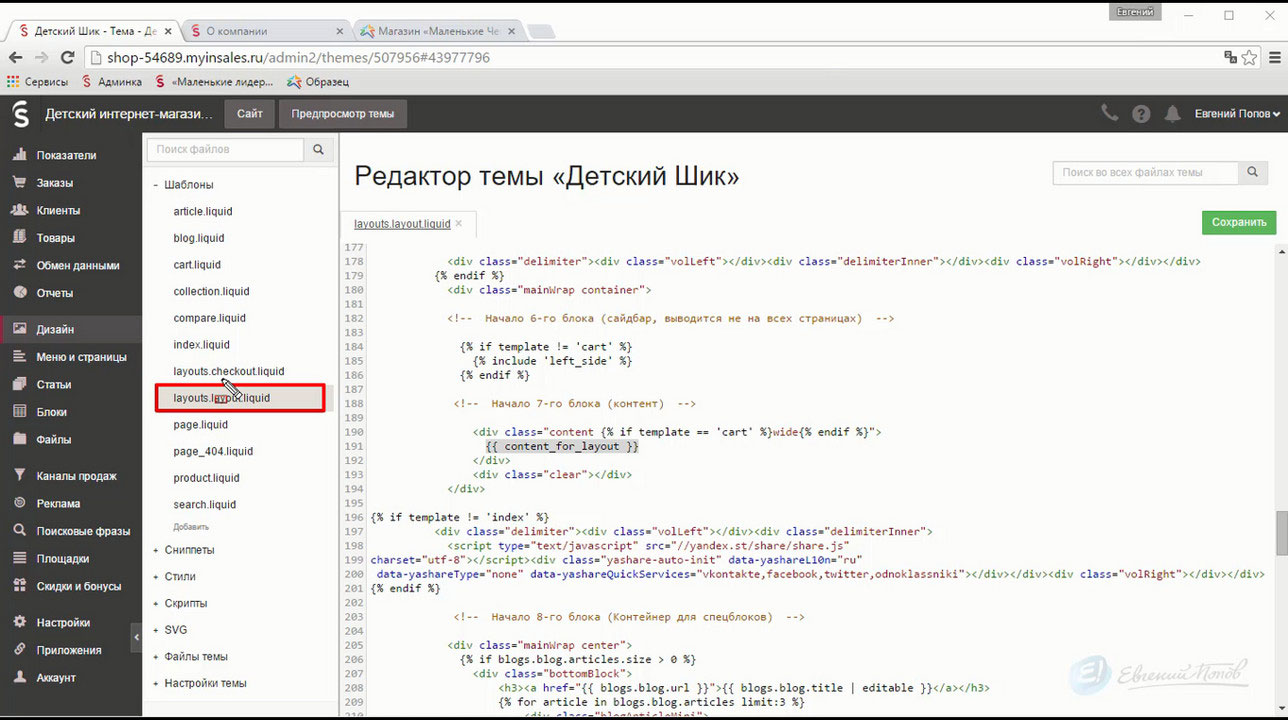 Евгений
Детский Шик - Тема - Де
О компании
Магазин «Маленькие Че
shop-54689.myinsales.ru/admin2/themes/507956#43977796
Сервисы
Админка
«Маленькие лидер...
Образец
Детский интернет-магази...
Сайт
Предпросмотр темы
Евгений Попов
Показатели
Заказы
Клиенты
Товары
Обмен данными
Отчеты
Дизайн
Меню и страницы
Статьи
Блоки
Файлы
Каналы продаж
Реклама
Поисковые фразы
Площадки
Скидки и бонусы
Настройки
Приложения
Аккаунт
Поиск файлов
- Шаблоны
article.liquid
blog.liquid
cart.liquid
collection.liquid
compare.liquid
index.liquid
layouts.checkout.liquid
layouts.layout.liquid
page.liquid
page_404.liquid
product.liquid
search.liquid
Добавить
+ Сниппеты
+ Стили
+ Скрипты
+ SVG
+ Файлы темы
+ Настройки темы
Редактор темы «Детский Шик»
Поиск во всех файлах темы
layouts.layout.liquid ×
Сохранить
177
178 <div class="delimiter"><div class="volLeft"></div><div class="delimiterInner"></div><div class="volRight"></div></div>
179 {% endif %}
180 <div class="mainWrap container">
181
182 <!-- Начало 6-го блока (сайдбар, выводится не на всех страницах) -->
183
184 {% if template != 'cart' %}
185 {% include 'left_side' %}
186 {% endif %}
187
188 <!-- Начало 7-го блока (контент) -->
189
190 <div class="content {% if template == 'cart' %}wide{% endif %}">
191 {{ content_for_layout }}
192 </div>
193 <div class="clear"></div>
194 </div>
195
196 {% if template != 'index' %}
197 <div class="delimiter"><div class="volLeft"></div><div class="delimiterInner">
198 <script type="text/javascript" src="//yandex.st/share/share.js"
199 charset="utf-8"></script><div class="yashare-auto-init" data-yashareL10n="ru"
200 data-yashareType="none" data-yashareQuickServices="vkontakte,facebook,twitter,odnoklassniki"></div></div><div class="volRight"></div></div>
201 {% endif %}
202
203 <!-- Начало 8-го блока (Контейнер для спецблоков) -->
204
205 <div class="mainWrap center">
206 {% if blogs.blog.articles.size > 0 %}
207 <div class="bottomBlock">
208 <h3><a href="{{ blogs.blog.url }}">{{ blogs.blog.title | editable }}</a></h3>
209 {% for article in blogs.blog.articles limit:3 %}
210 <div class="blogArticleMini">
Евгений Попов